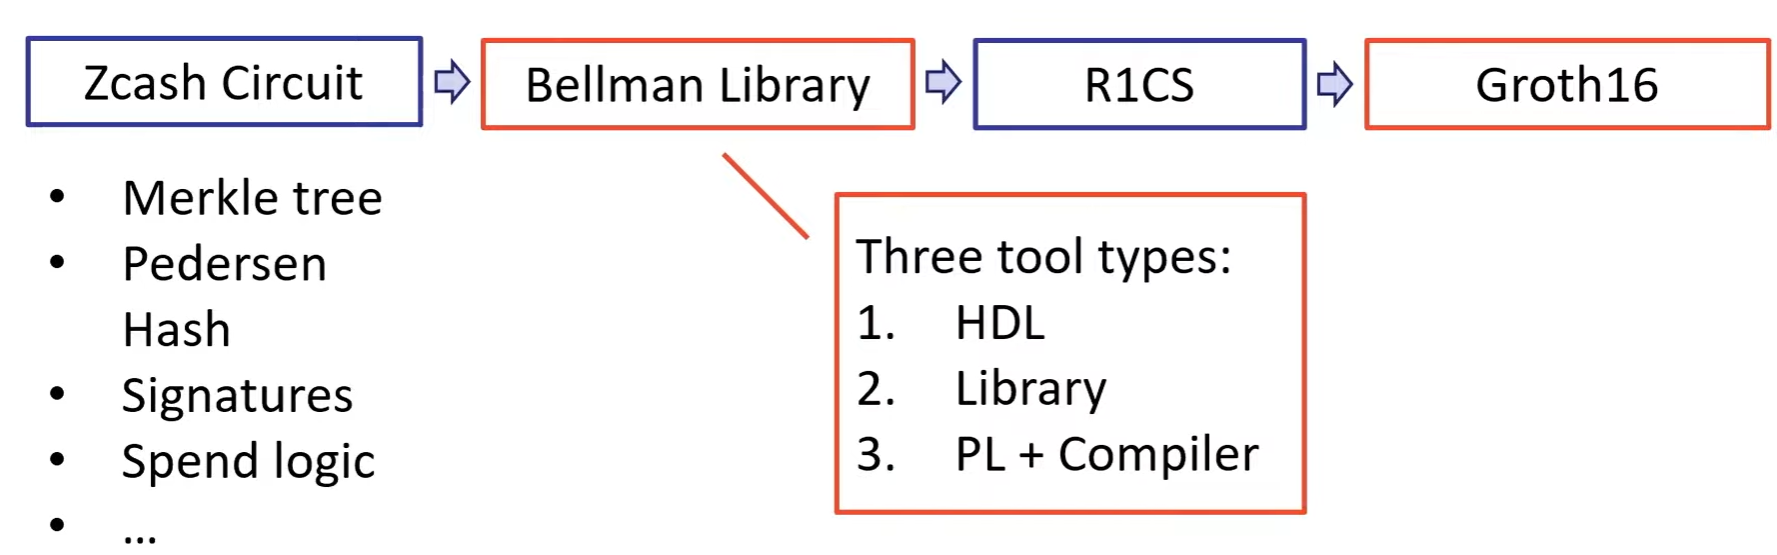 Zcash Circuit
Bellman Library
R1CS
Groth16
• Merkle tree
• Pedersen
Hash
• Signatures
• Spend logic
• ...
Three tool types:
1. HDL
2. Library
3. PL + Compiler